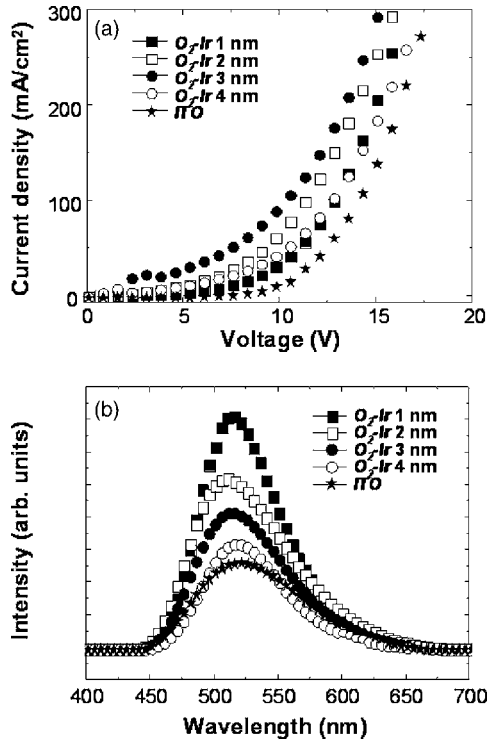 (a)
O2-Ir 1 nm
O2-Ir 2 nm
O2-Ir 3 nm
O2-Ir 4 nm
ITO
Current density (mA/cm²)
300
200
100
0
0 5 10 15 20
Voltage (V)
(b)
O2-Ir 1 nm
O2-Ir 2 nm
O2-Ir 3 nm
O2-Ir 4 nm
ITO
Intensity (arb. units)
400 450 500 550 600 650 700
Wavelength (nm)